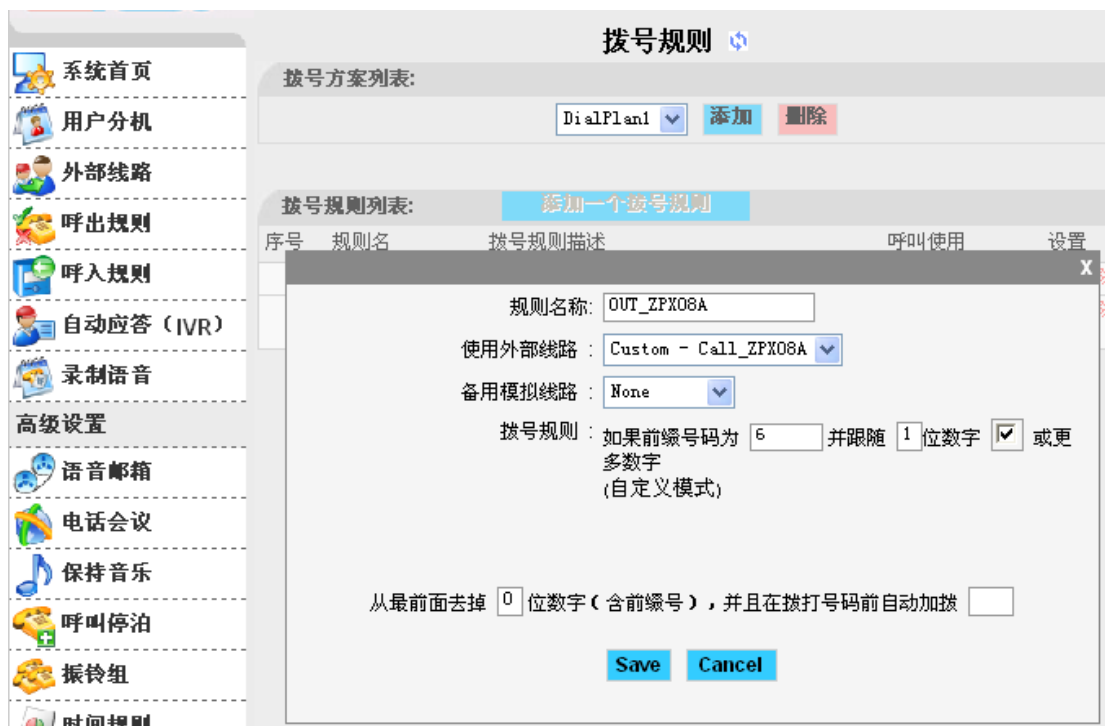 拨号规则
系统首页
拨号方案列表:
用户分机
DialPlan1 添加 删除
外部线路
拨号规则列表: 添加一个拨号规则
呼出规则
序号 规则名 拨号规则描述 呼叫使用 设置
呼入规则
X
规则名称: OUT_ZPX08A
自动应答（IVR）
使用外部线路 : Custom - Call_ZPX08A
录制语音
备用模拟线路 : None
高级设置
拨号规则 : 如果前缀号码为 6 并跟随 1 位数字 或更
多数字
(自定义模式)
语音邮箱
电话会议
保持音乐
从最前面去掉 0 位数字(含前缀号)，并且在拨打号码前自动加拨
呼叫停泊
Save Cancel
振铃组
时间规则